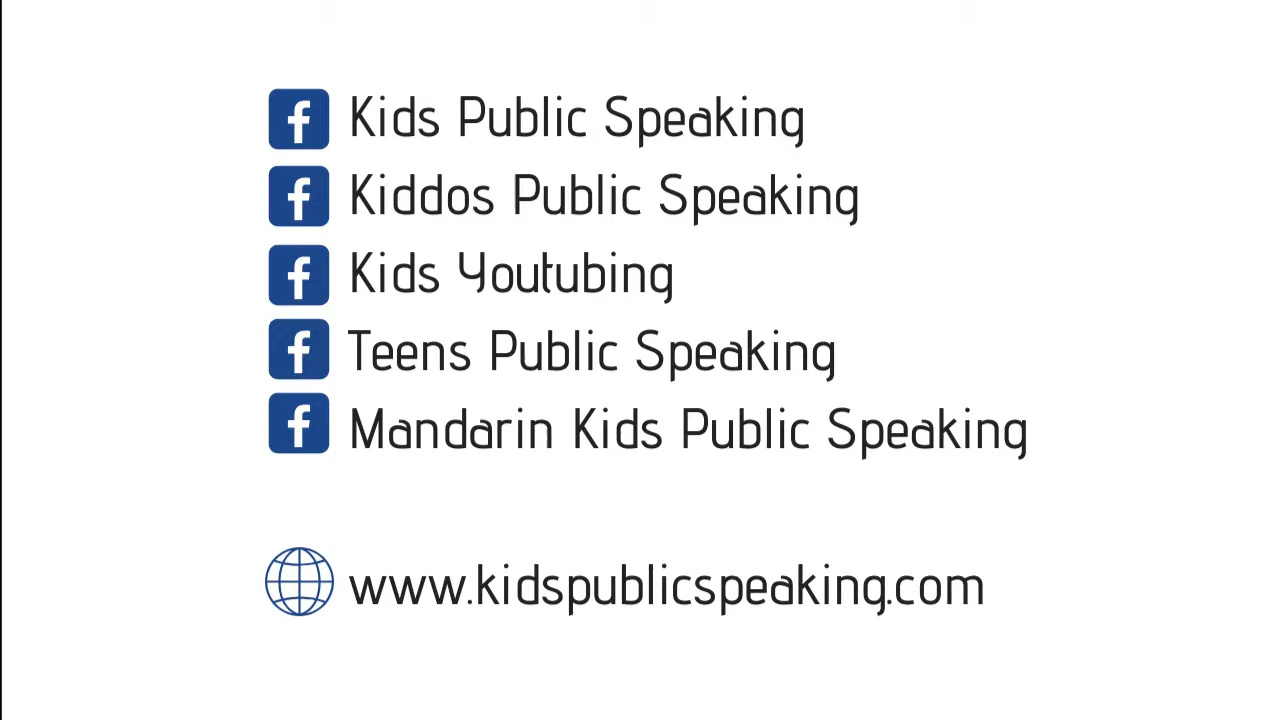 Kids Public Speaking
Kiddos Public Speaking
Kids Youtubing
Teens Public Speaking
Mandarin Kids Public Speaking
www.kidspublicspeaking.com